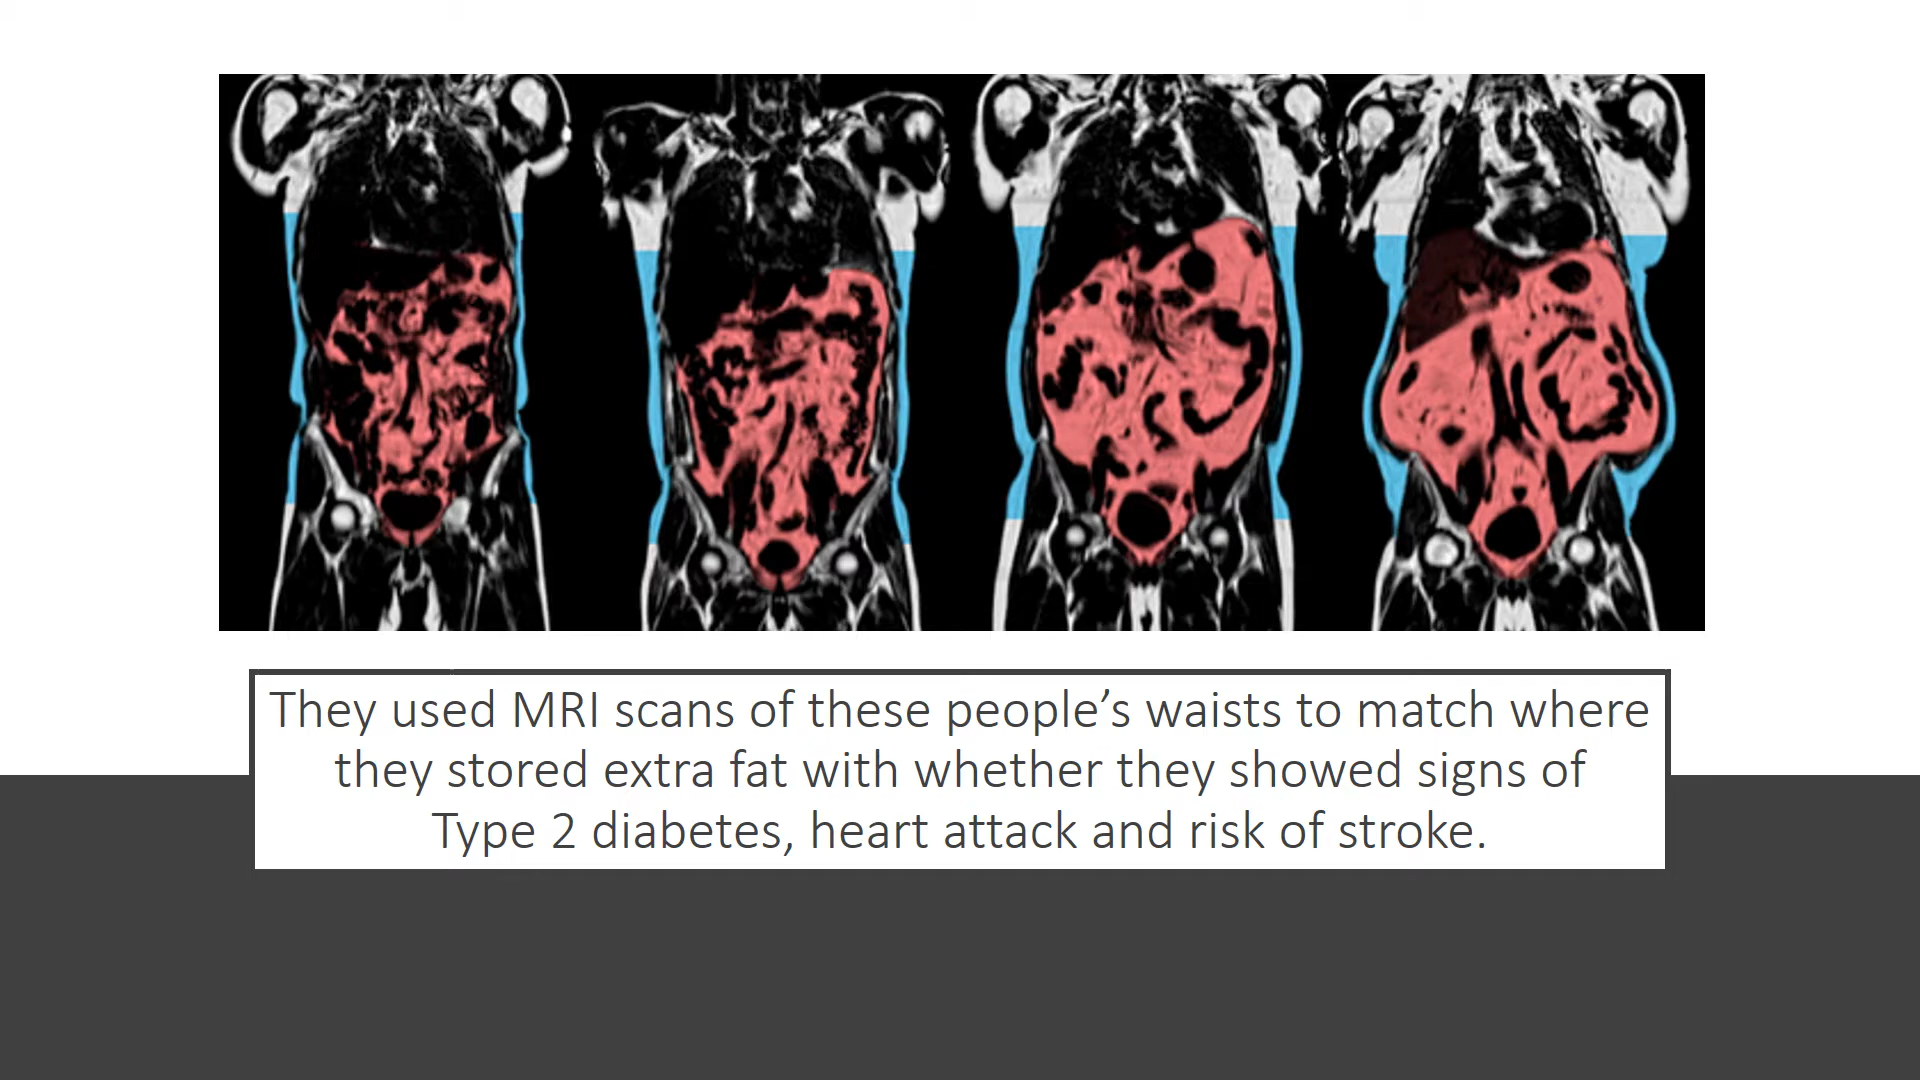 They used MRI scans of these people’s waists to match where
they stored extra fat with whether they showed signs of
Type 2 diabetes, heart attack and risk of stroke.